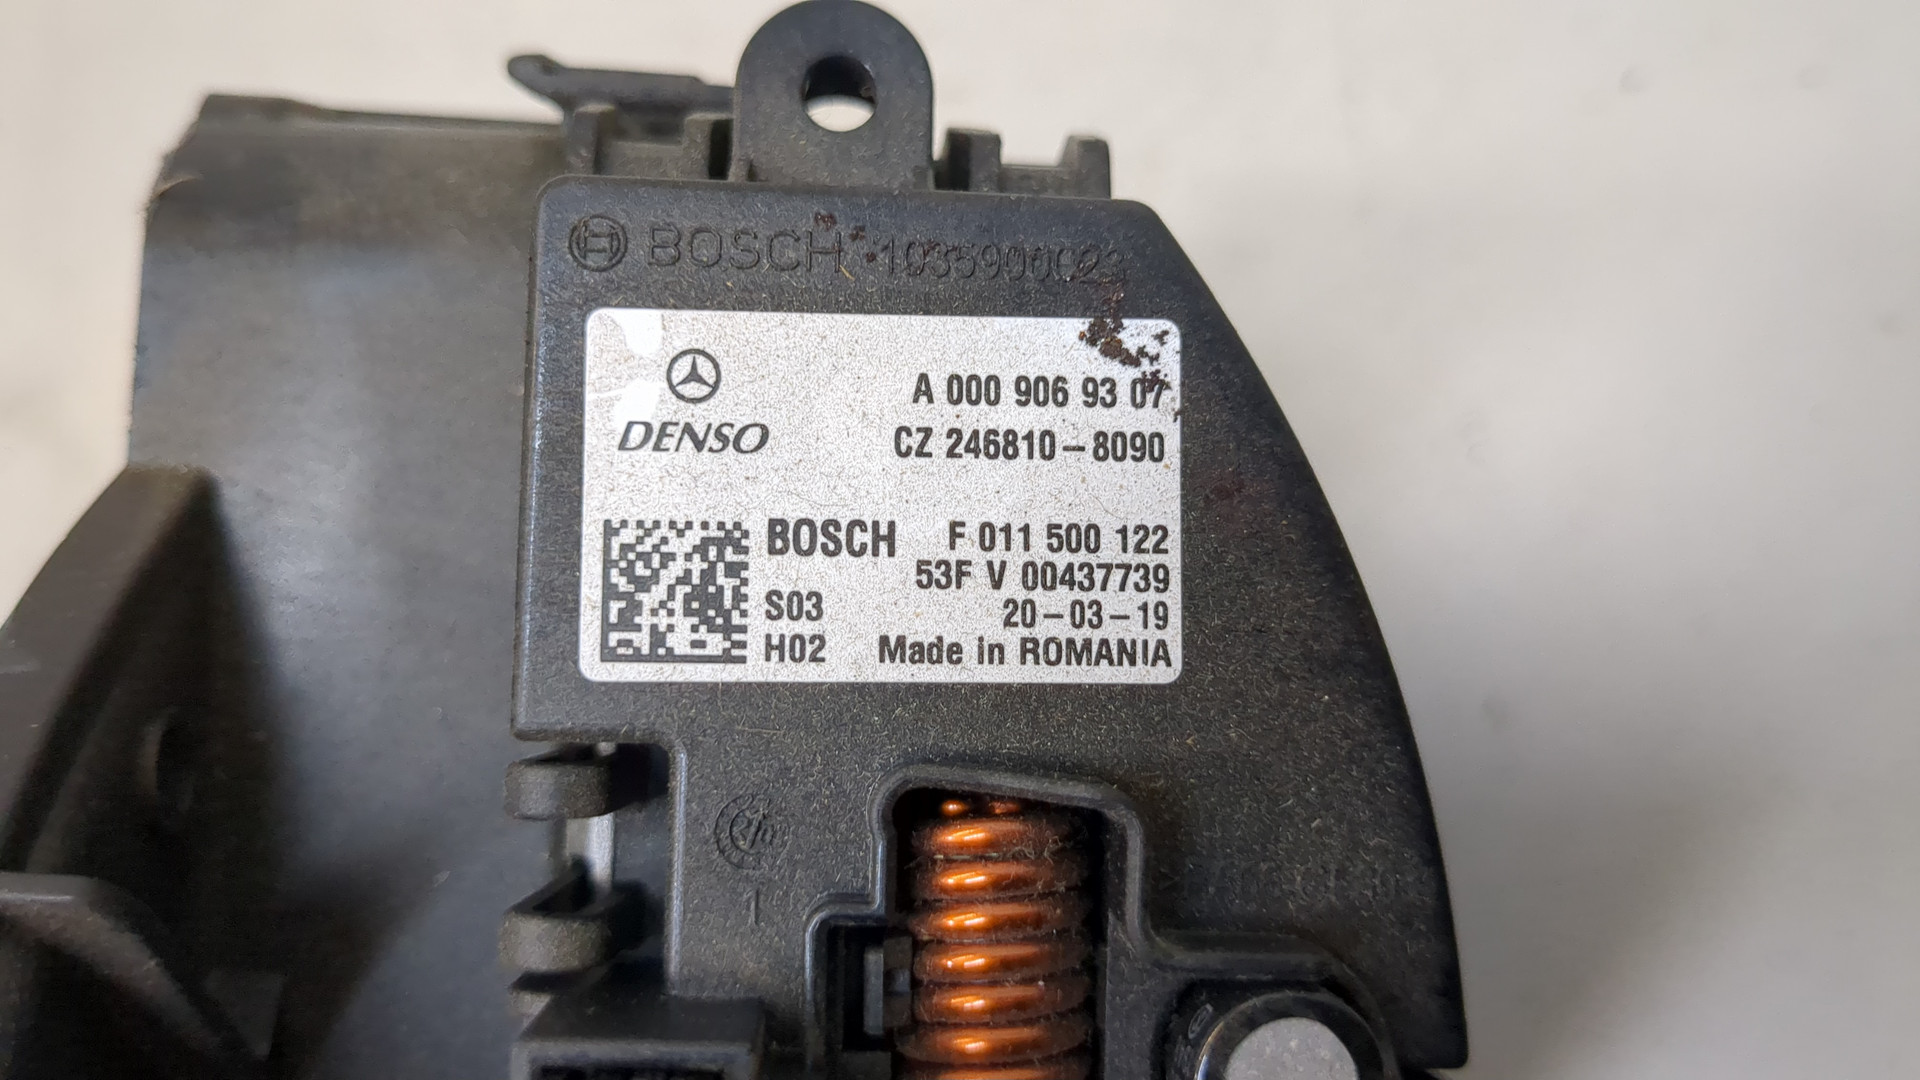 BOSCH 1035900023
A 000 906 93 07
DENSO CZ 246810-8090
BOSCH F 011 500 122
53F V 00437739
S03 20-03-19
H02 Made in ROMANIA
1